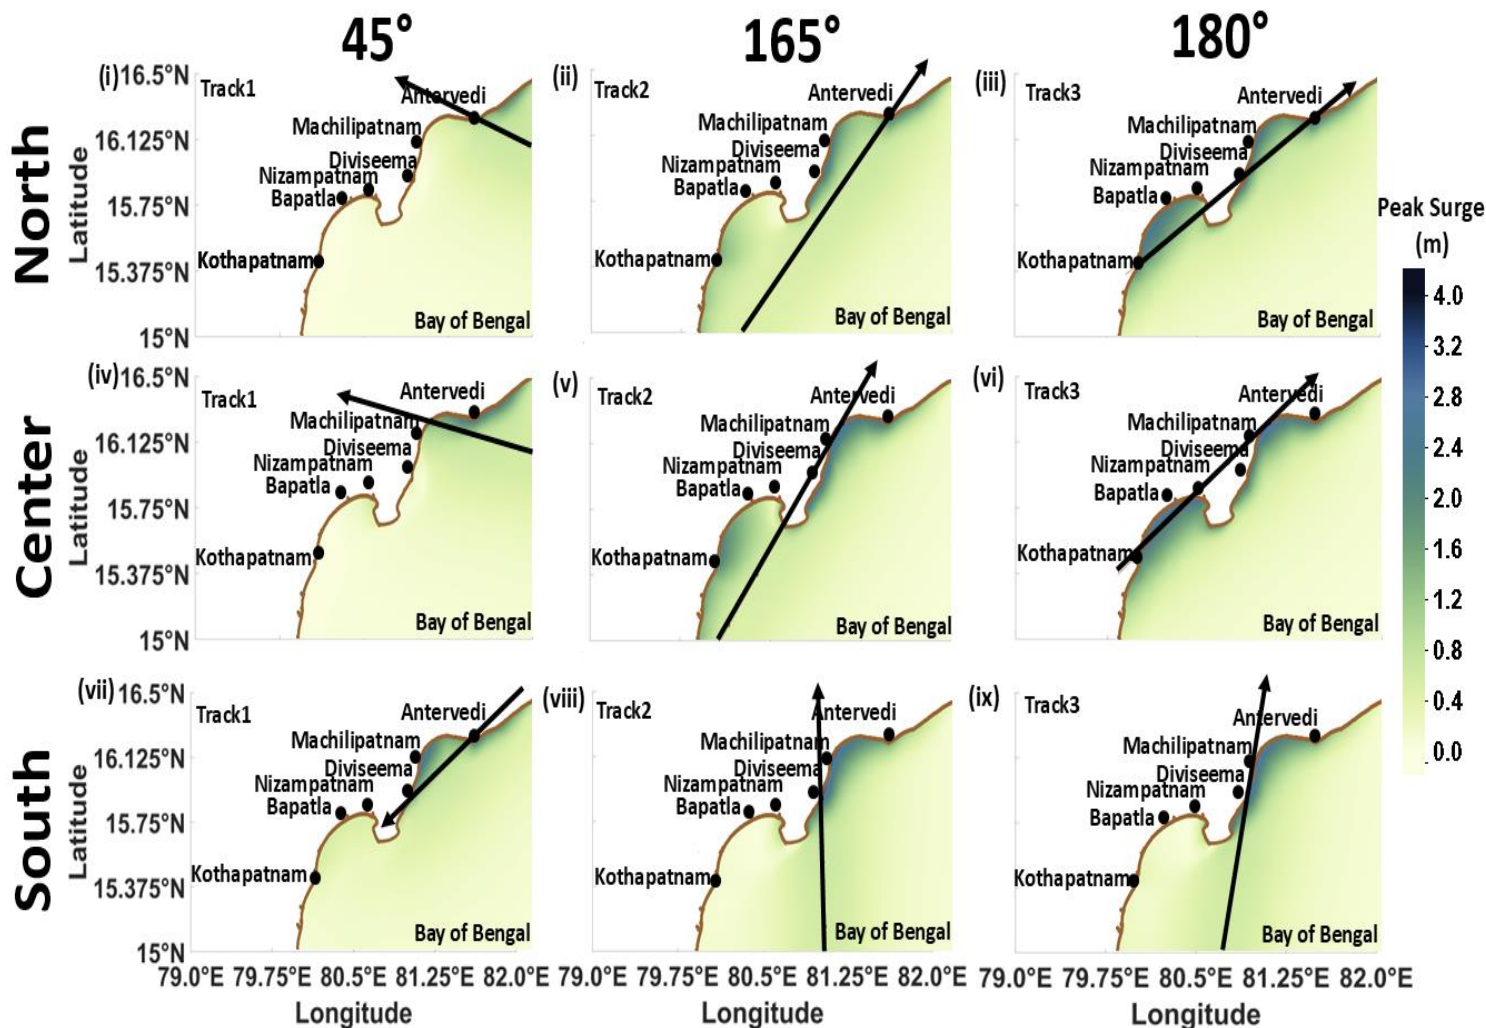 45°
165°
180°
North
Center
South
(i)
16.5°N
16.125°N
15.75°N
15.375°N
15°N
Latitude
Track1
Antervedi
Machilipatnam
Diviseema
Nizampatnam
Bapatla
Kothapatnam
Bay of Bengal
(ii)
Track2
Antervedi
Machilipatnam
Diviseema
Nizampatnam
Bapatla
Kothapatnam
Bay of Bengal
(iii)
Track3
Antervedi
Machilipatnam
Diviseema
Nizampatnam
Bapatla
Kothapatnam
Bay of Bengal
(iv)
16.5°N
16.125°N
15.75°N
15.375°N
15°N
Latitude
Track1
Antervedi
Machilipatnam
Diviseema
Nizampatnam
Bapatla
Kothapatnam
Bay of Bengal
(v)
Track2
Antervedi
Machilipatnam
Diviseema
Nizampatnam
Bapatla
Kothapatnam
Bay of Bengal
(vi)
Track3
Antervedi
Machilipatnam
Diviseema
Nizampatnam
Bapatla
Kothapatnam
Bay of Bengal
(vii)
16.5°N
16.125°N
15.75°N
15.375°N
15°N
Latitude
Track1
Antervedi
Machilipatnam
Diviseema
Nizampatnam
Bapatla
Kothapatnam
Bay of Bengal
79.0°E 79.75°E 80.5°E 81.25°E 82.0°E
Longitude
(viii)
Track2
Antervedi
Machilipatnam
Diviseema
Nizampatnam
Bapatla
Kothapatnam
Bay of Bengal
79.0°E 79.75°E 80.5°E 81.25°E 82.0°E
Longitude
(ix)
Track3
Antervedi
Machilipatnam
Diviseema
Nizampatnam
Bapatla
Kothapatnam
Bay of Bengal
79.0°E 79.75°E 80.5°E 81.25°E 82.0°E
Longitude
Peak Surge
(m)
4.0
3.2
2.8
2.4
2.0
1.6
1.2
0.8
0.4
0.0